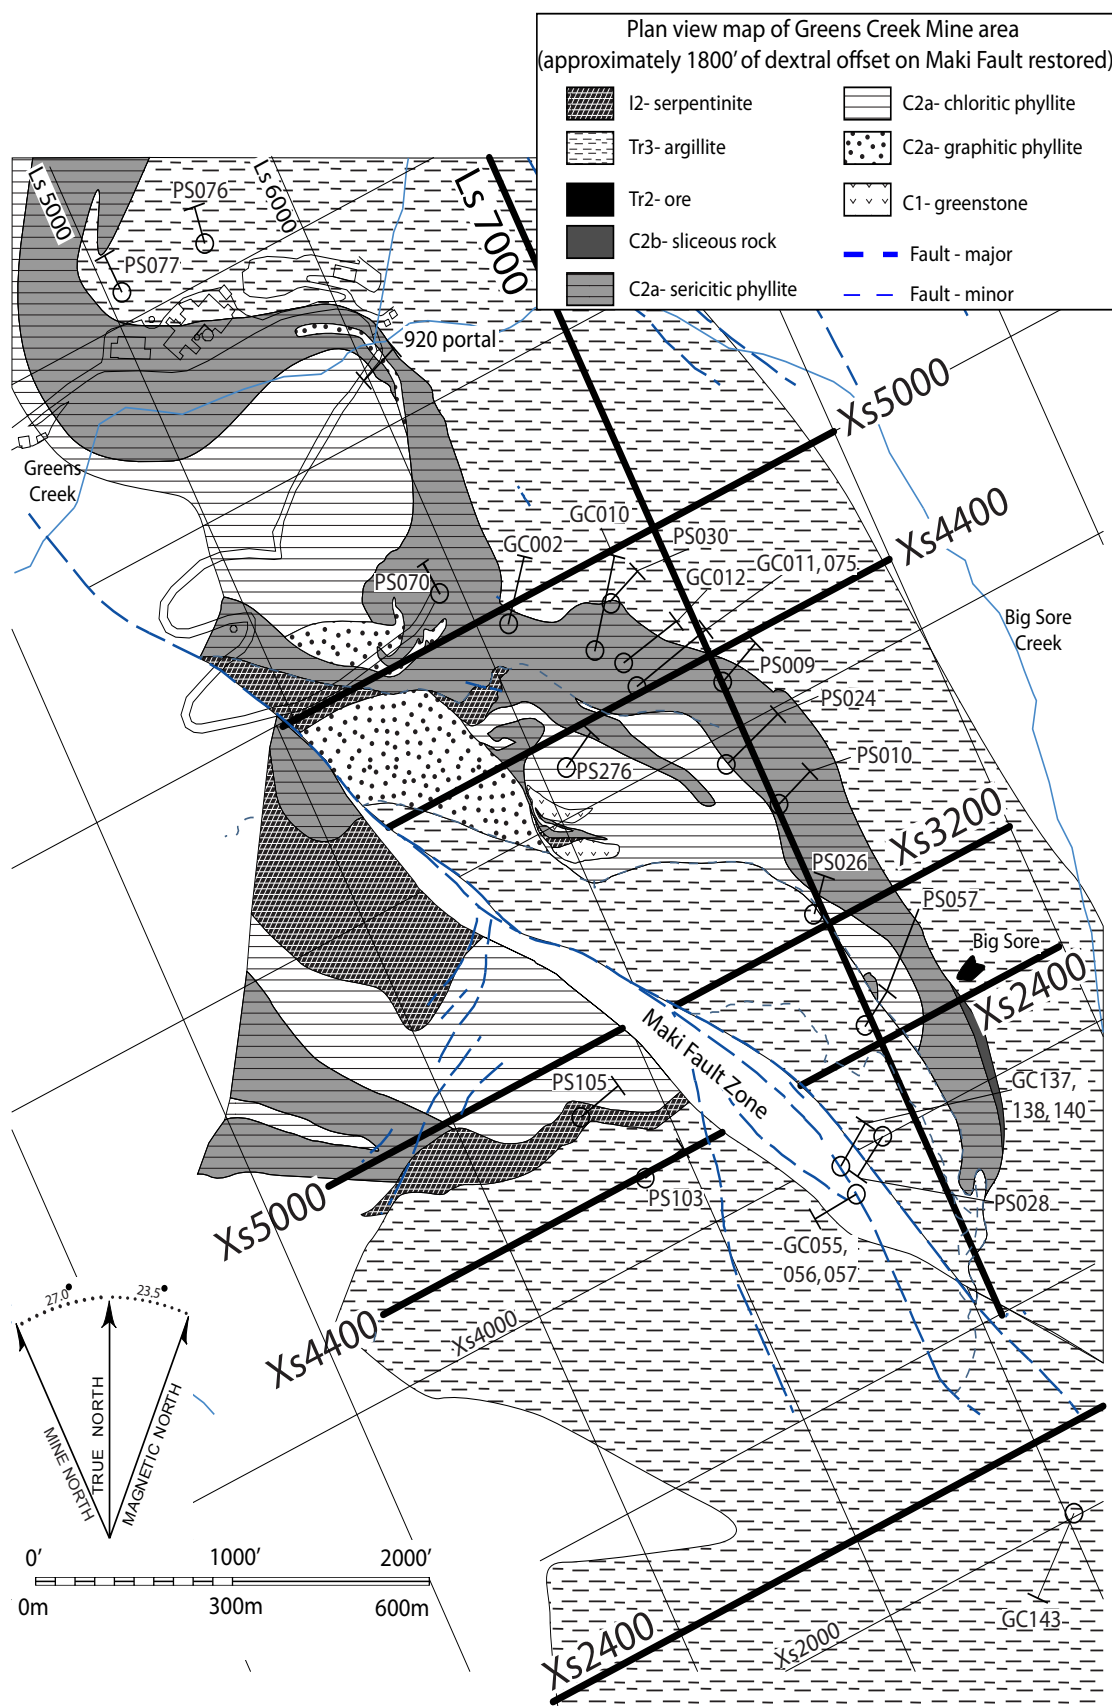 Plan view map of Greens Creek Mine area
(approximately 1800' of dextral offset on Maki Fault restored)
I2- serpentinite
C2a- chloritic phyllite
Tr3- argillite
C2a- graphitic phyllite
Tr2- ore
C1- greenstone
C2b- sliceous rock
Fault - major
C2a- sericitic phyllite
Fault - minor
Ls 5000
PS076
Ls 6000
Ls 7000
PS077
920 portal
Xs5000
Greens
Creek
Xs4400
GC010
GC002
PS030
GC011, 075
GC012
PS070
Big Sore
Creek
PS009
PS024
PS276
PS010
Xs3200
PS026
PS057
Big Sore
Xs2400
Maki Fault Zone
PS105
GC137,
138, 140
PS103
PS028
Xs5000
GC055,
056, 057
Xs4400
Xs4000
27.0°
23.5°
MINE NORTH
TRUE NORTH
MAGNETIC NORTH
0'
1000'
2000'
0m
300m
600m
GC143
Xs2400
Xs2000